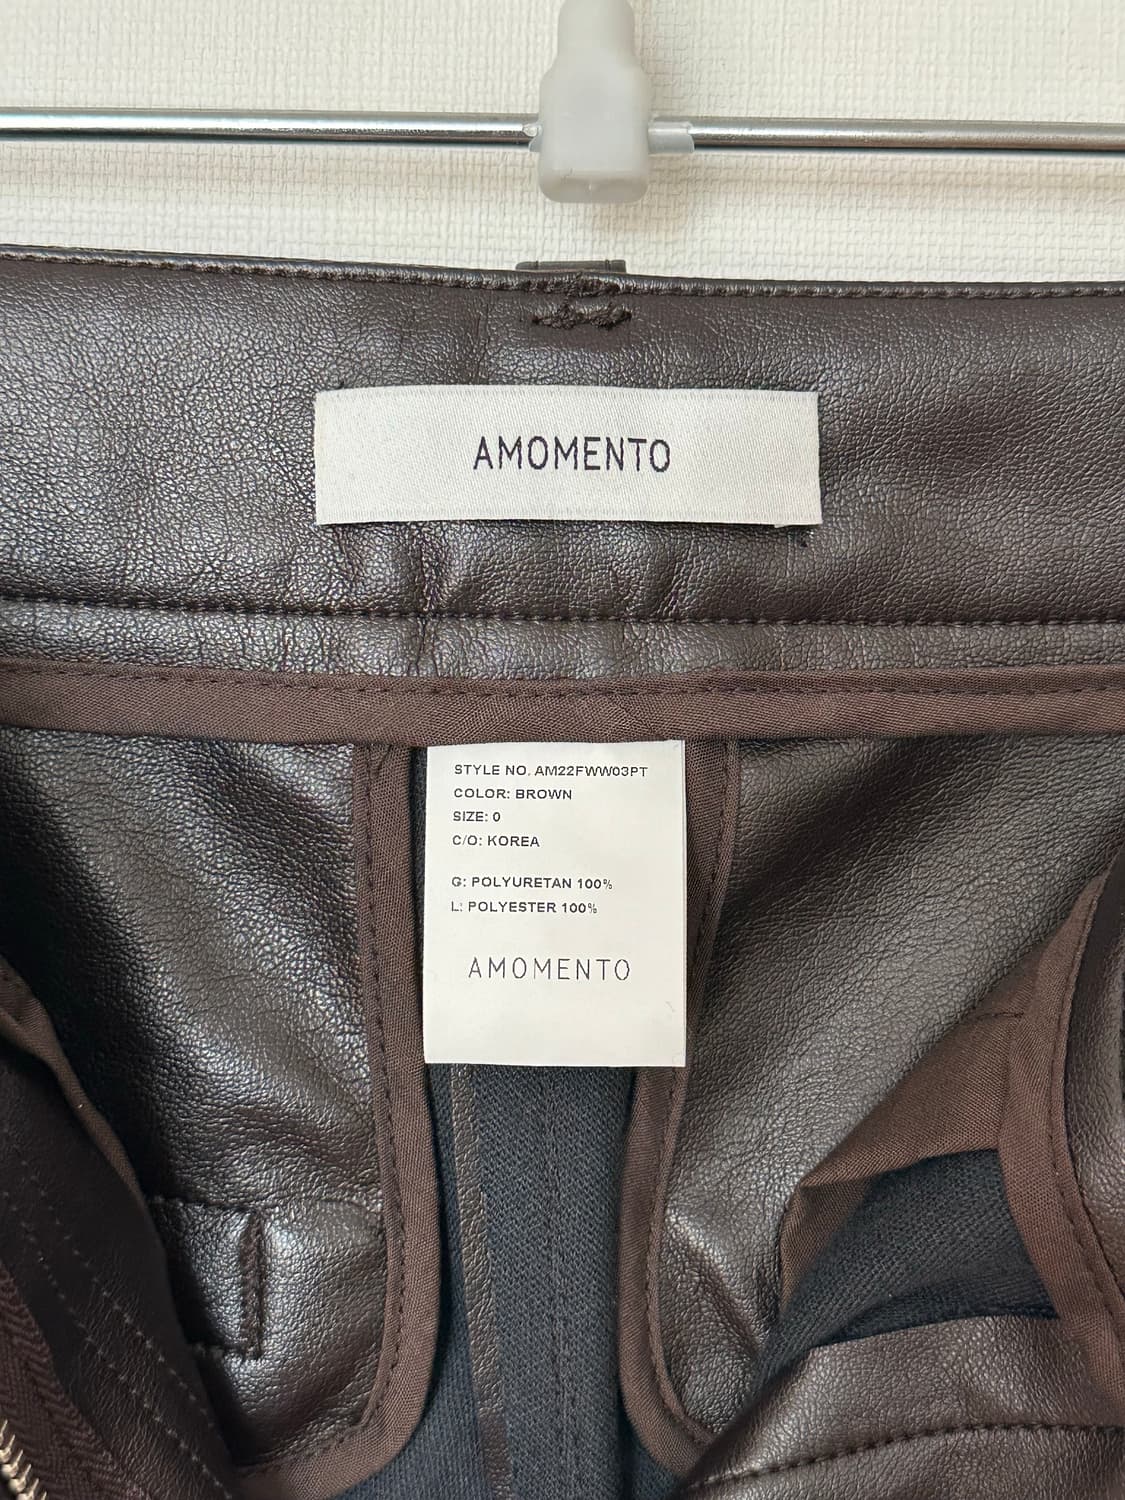 AMOMENTO
STYLE NO. AM22FWW03PT
COLOR: BROWN
SIZE: 0
C/O: KOREA
G: POLYURETAN 100%
L: POLYESTER 100%
AMOMENTO